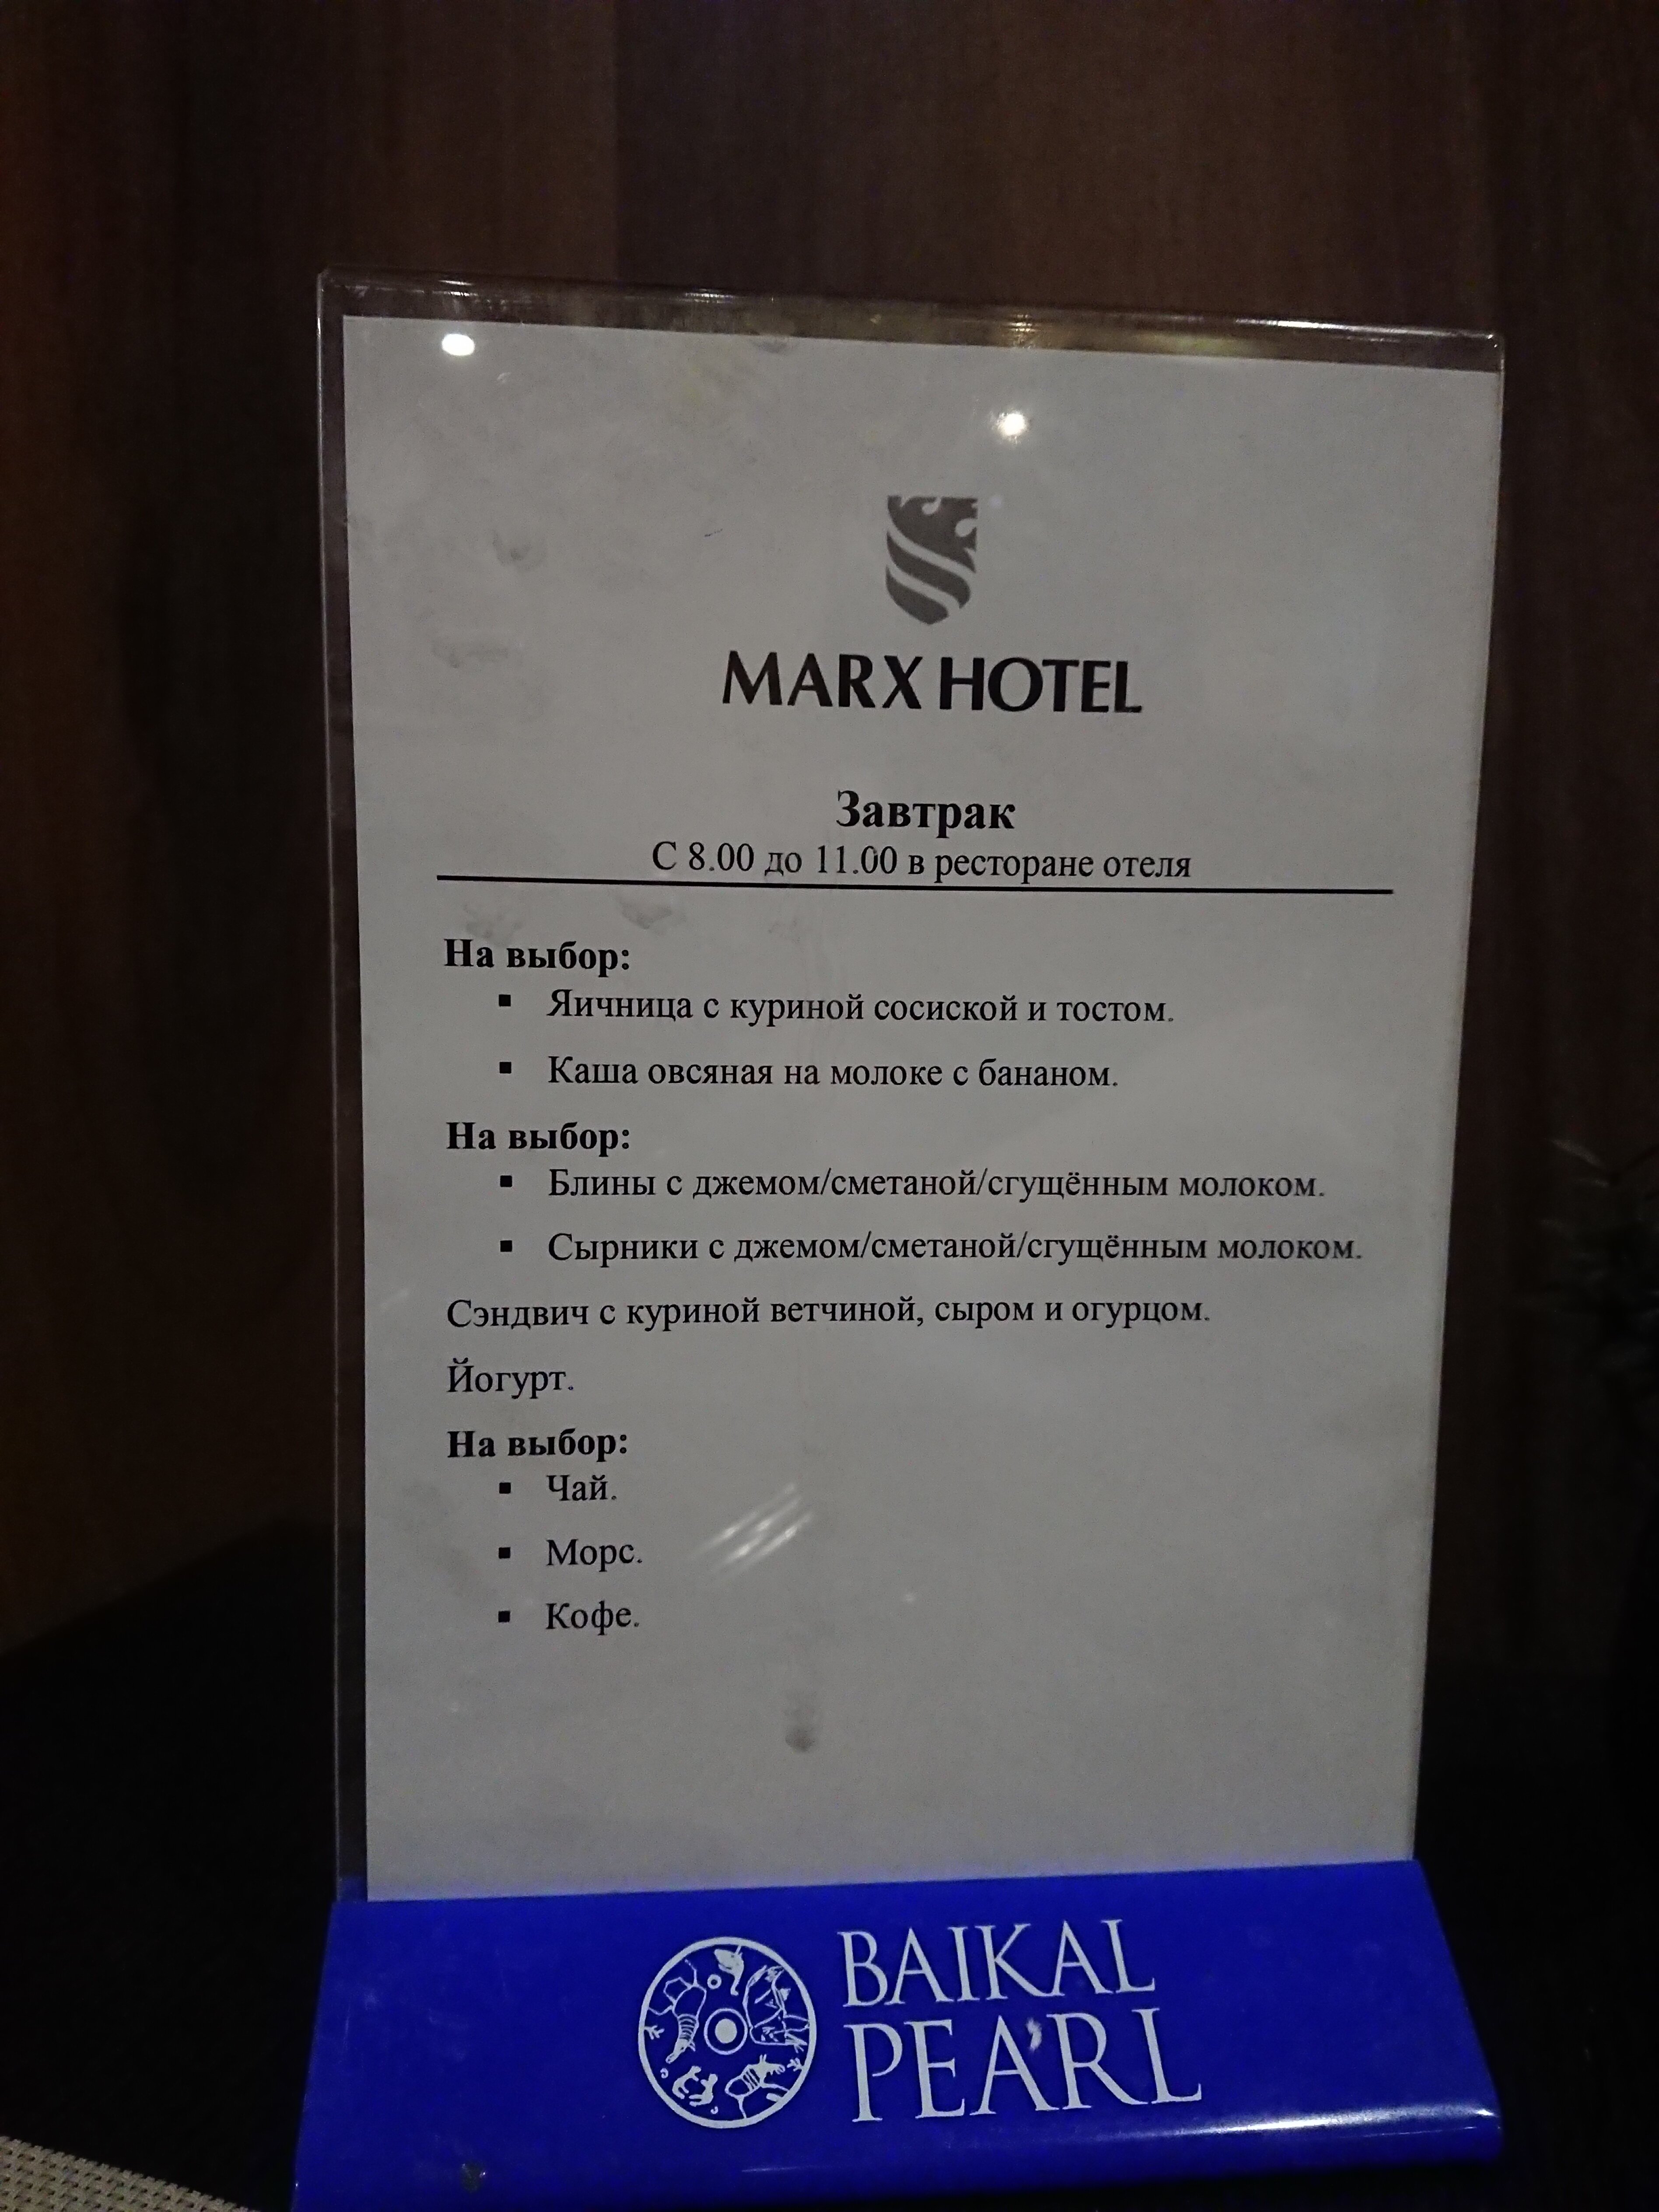 MARX HOTEL
Завтрак
С 8.00 до 11.00 в ресторане отеля
На выбор:
▪ Яичница с куриной сосиской и тостом.
▪ Каша овсяная на молоке с бананом.
На выбор:
▪ Блины с джемом/сметаной/сгущённым молоком.
▪ Сырники с джемом/сметаной/сгущённым молоком.
Сэндвич с куриной ветчиной, сыром и огурцом.
Йогурт.
На выбор:
▪ Чай.
▪ Морс.
▪ Кофе.
BAIKAL
PEARL